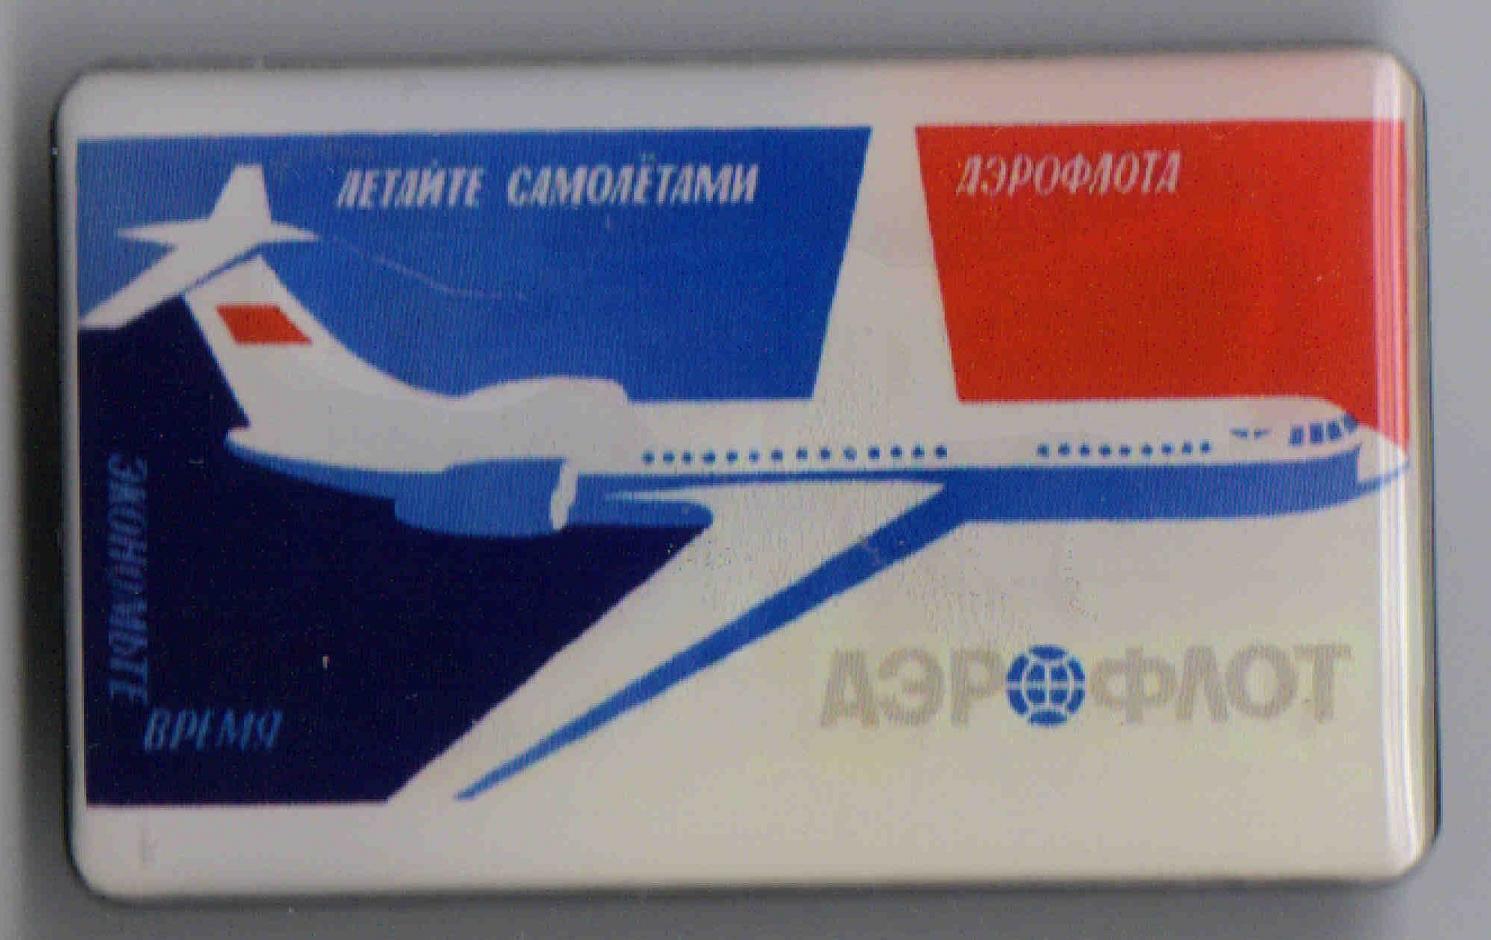 ЛЕТАЙТЕ САМОЛЁТАМИ
АЭРОФЛОТА
ЭКОНОМЬТЕ
ВРЕМЯ
АЭРОФЛОТ